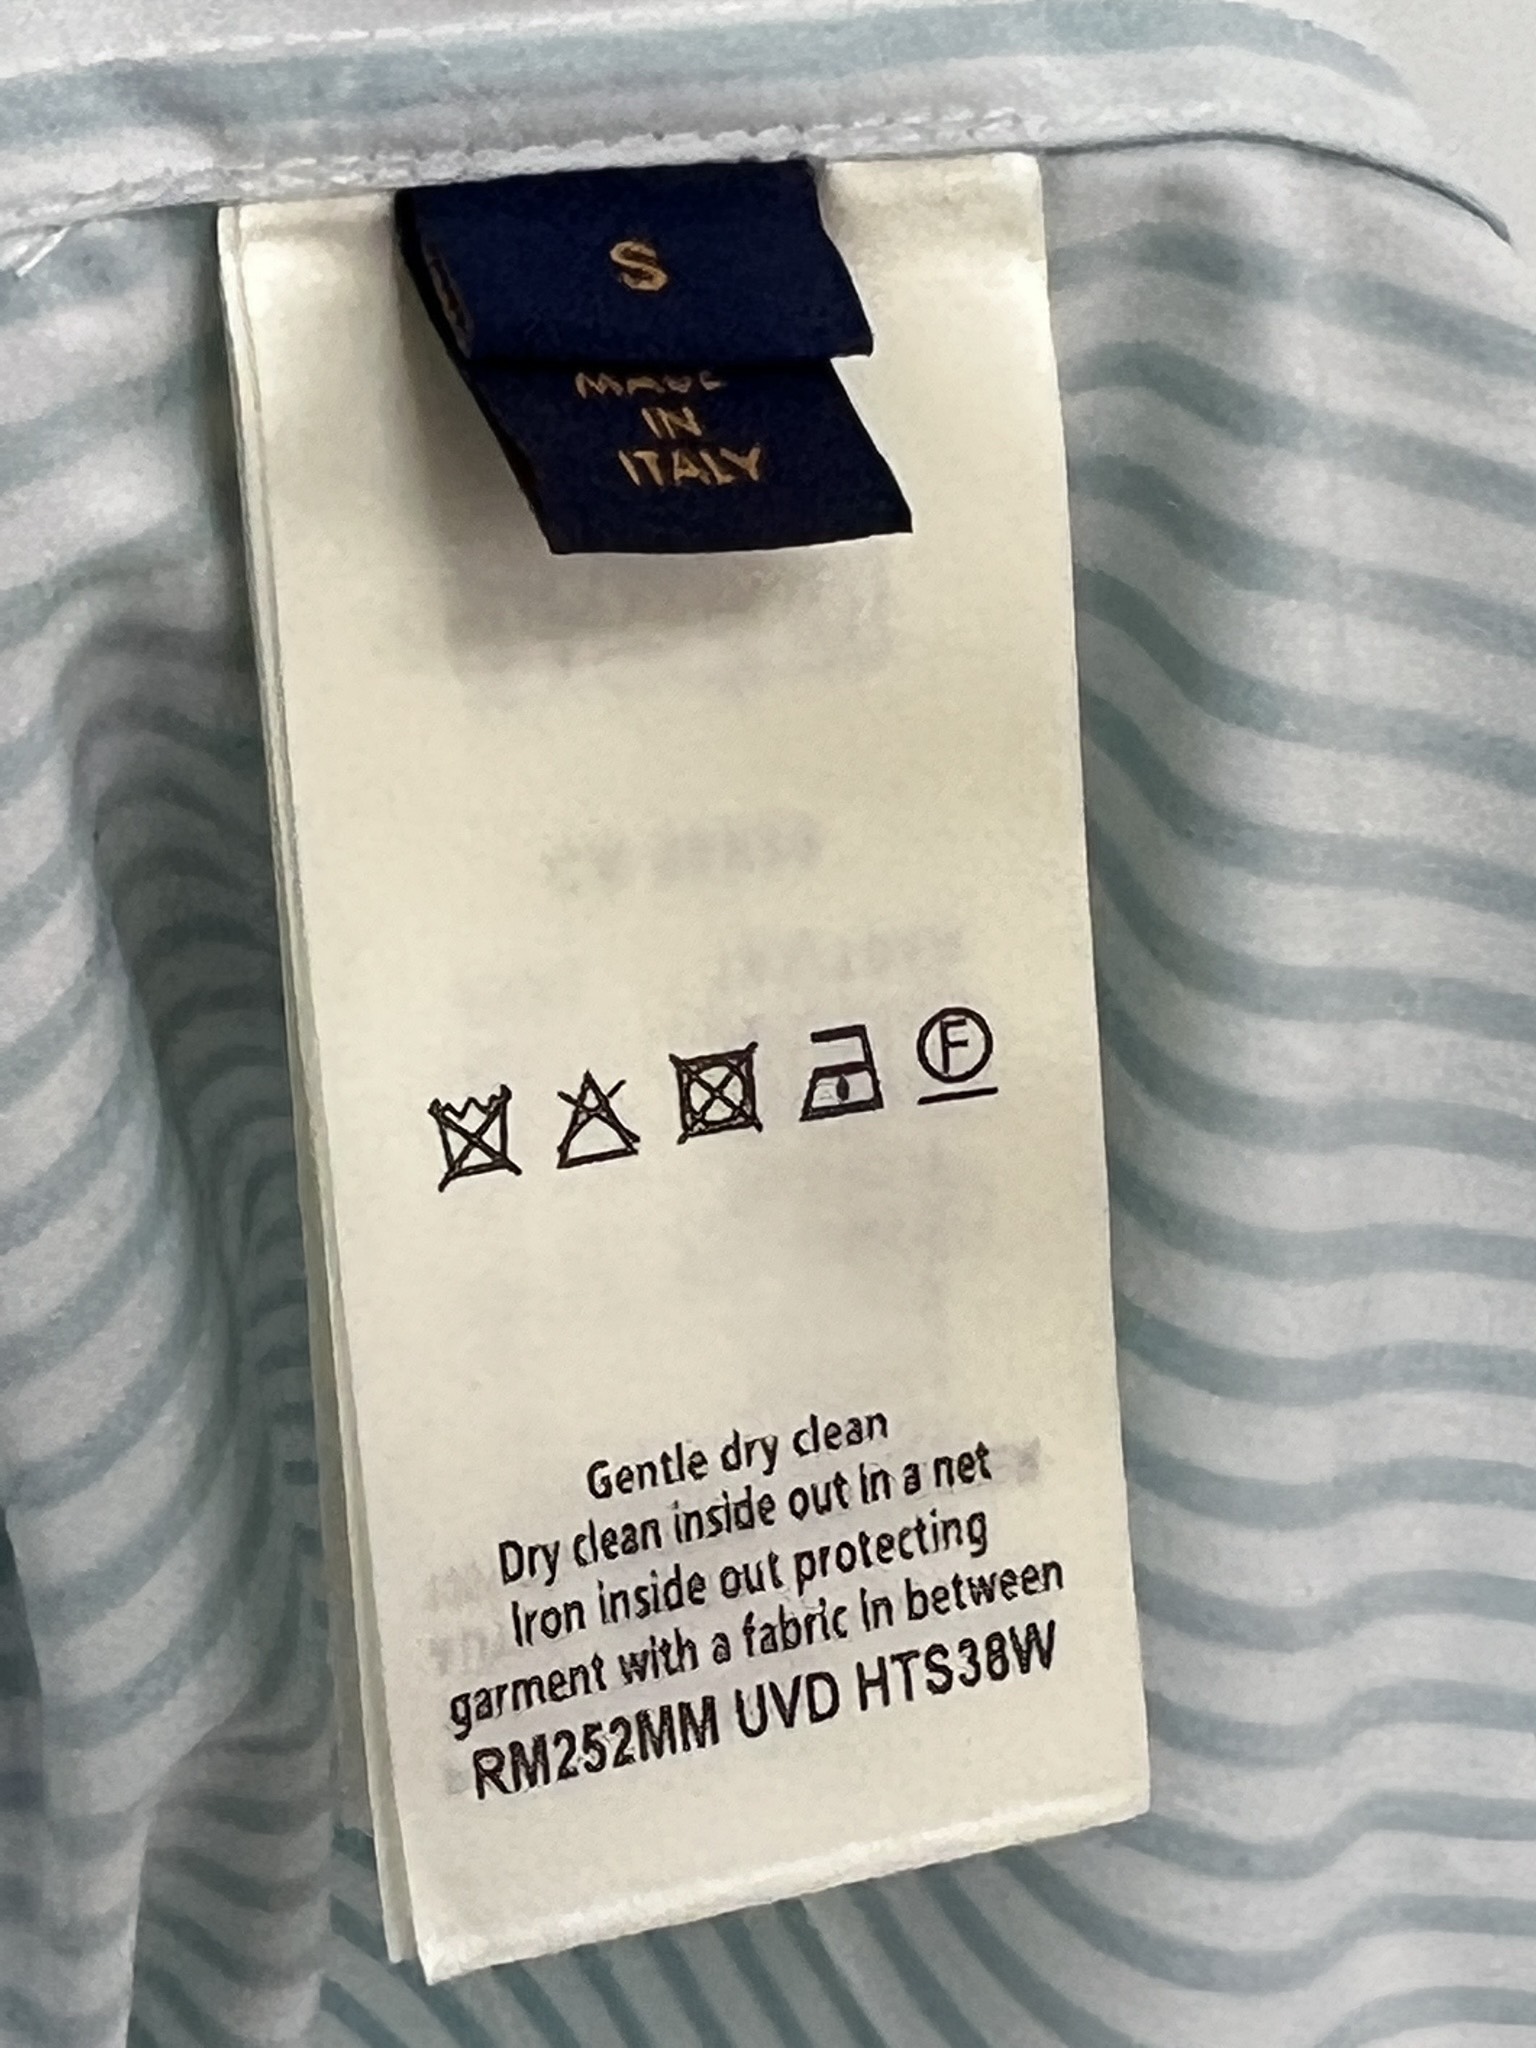 S
MADE
IN
ITALY
F
Gentle dry clean
Dry clean inside out in a net
Iron inside out protecting
garment with a fabric in between
RM252MM UVD HTS38W